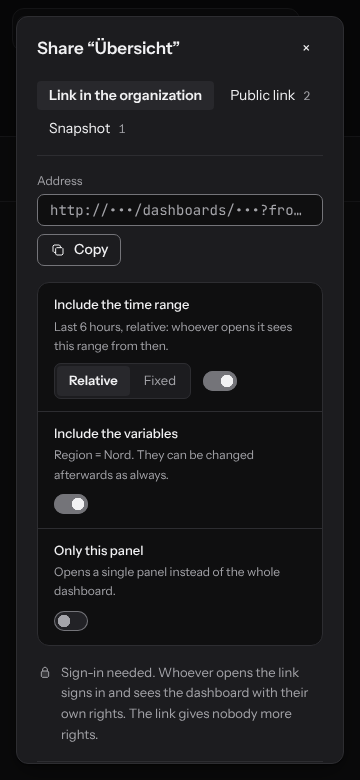 Share “Übersicht”
×
Link in the organization Public link 2
Snapshot 1
Address
http://•••/dashboards/•••?fro…
Copy
Include the time range
Last 6 hours, relative: whoever opens it sees
this range from then.
Relative Fixed
Include the variables
Region = Nord. They can be changed
afterwards as always.
Only this panel
Opens a single panel instead of the whole
dashboard.
Sign-in needed. Whoever opens the link
signs in and sees the dashboard with their
own rights. The link gives nobody more
rights.